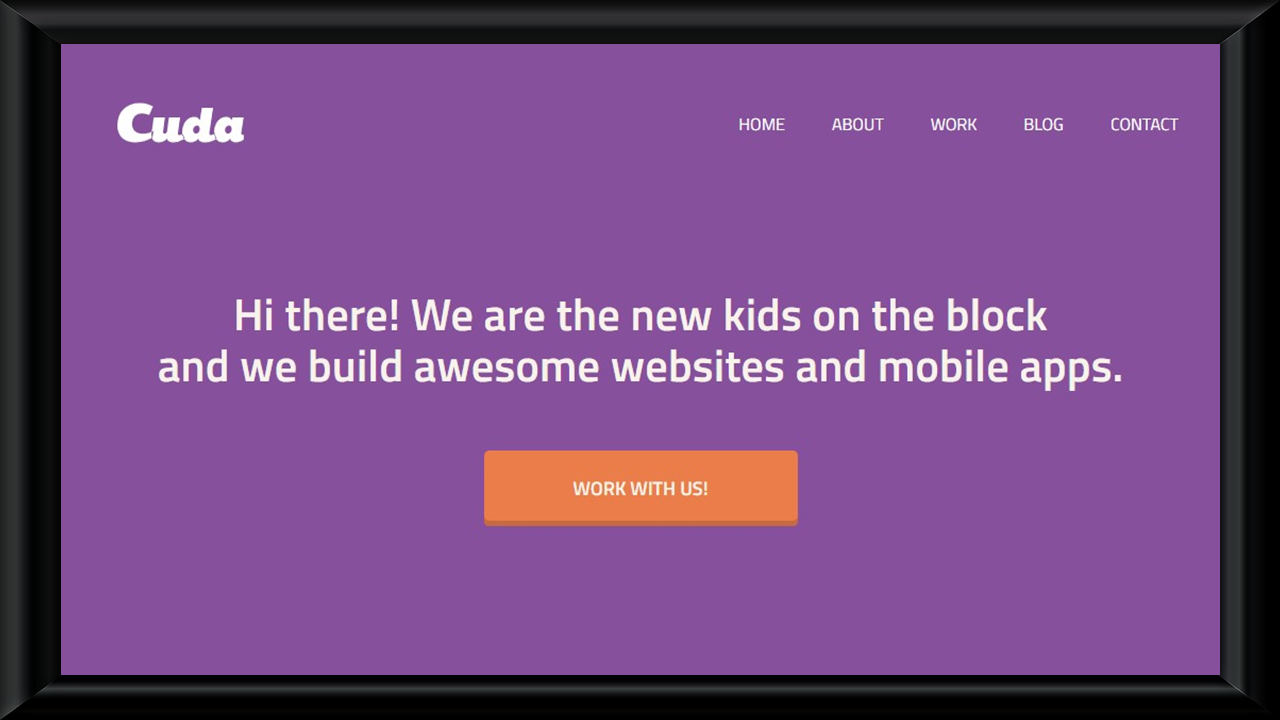 Cuda
HOME ABOUT WORK BLOG CONTACT
Hi there! We are the new kids on the block
and we build awesome websites and mobile apps.
WORK WITH US!